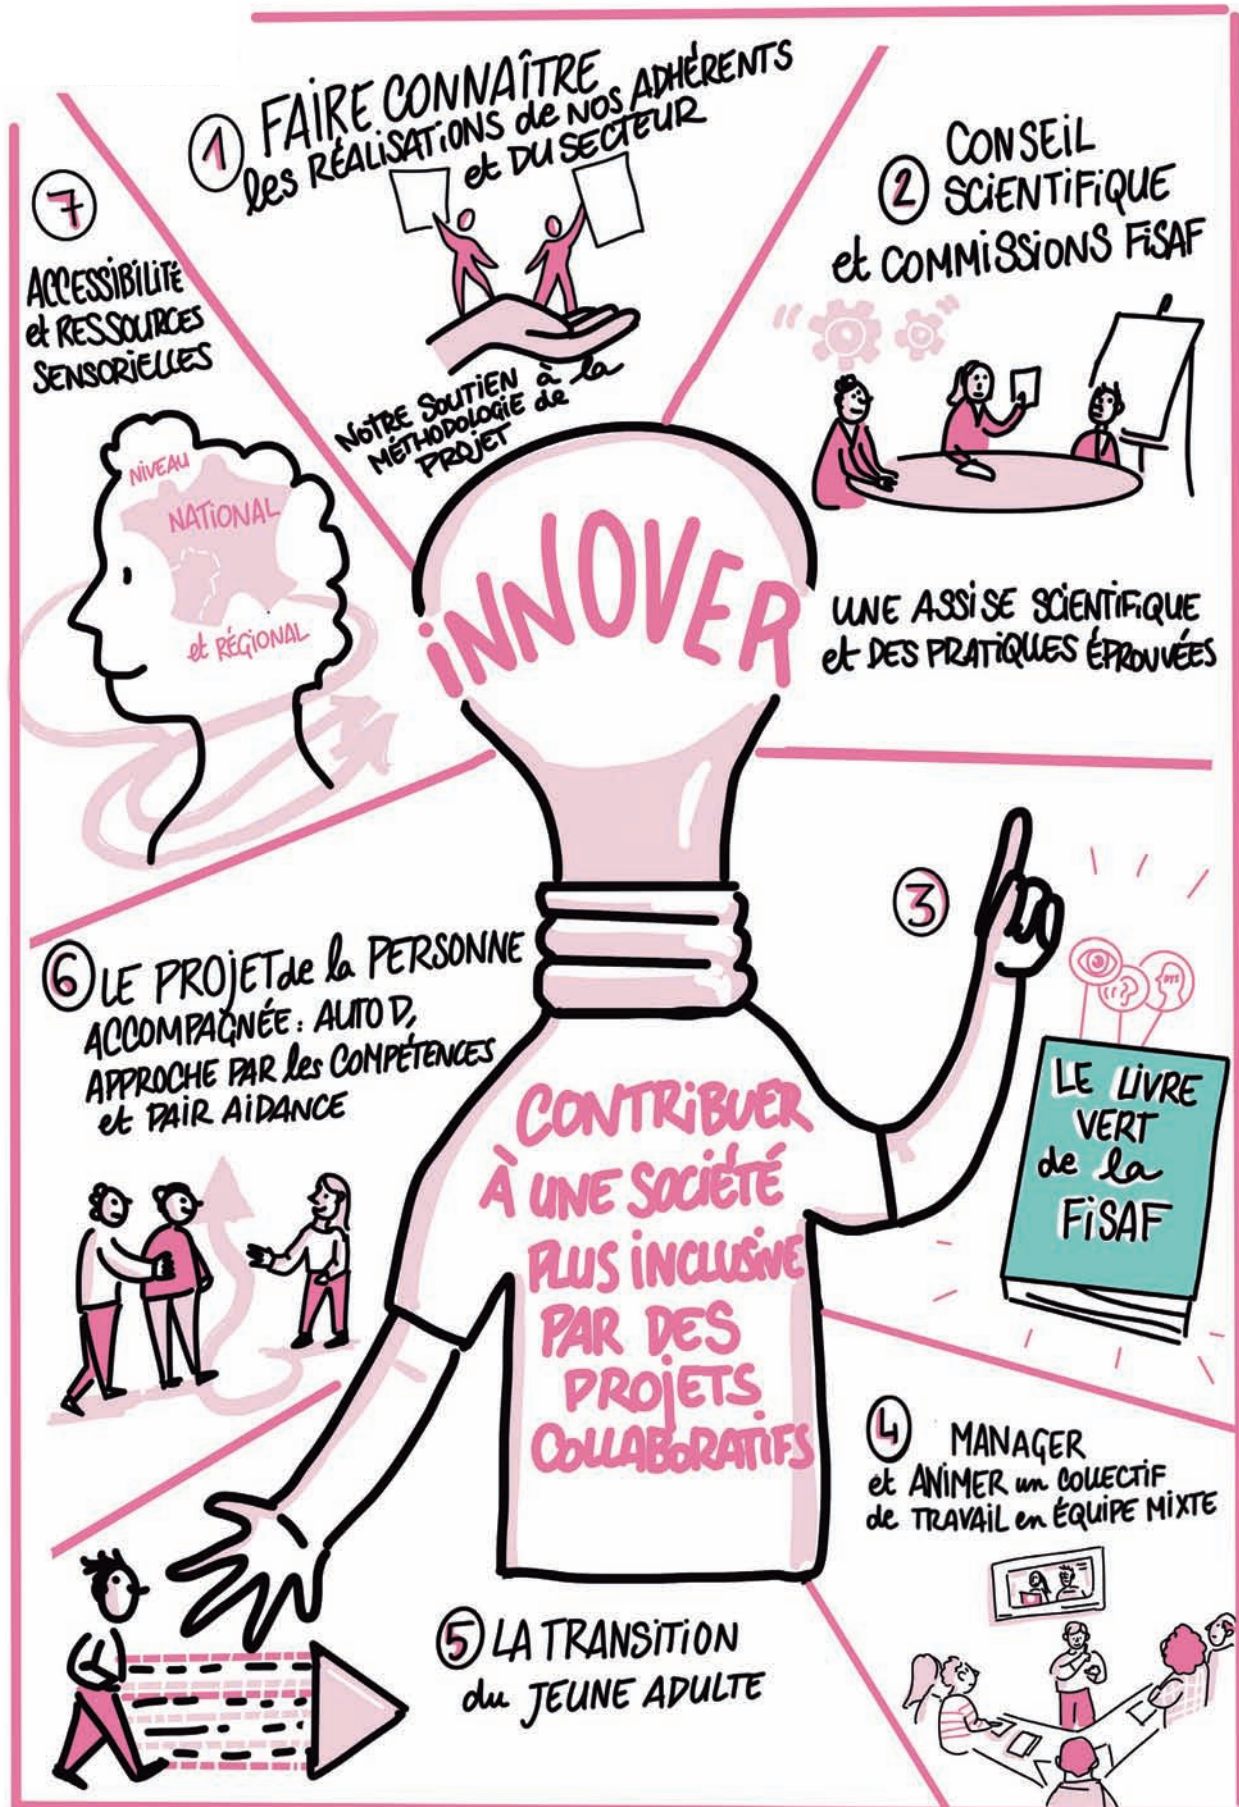 1
FAIRE CONNAÎTRE
les RÉALISATIONS de NOS ADHÉRENTS
et DU SECTEUR
NOTRE SOUTIEN à la
MÉTHODOLOGIE de
PROJET
2
CONSEIL
SCIENTIFIQUE
et COMMISSIONS FISAF
UNE ASSISE SCIENTIFIQUE
et DES PRATIQUES ÉPROUVÉES
3
DYS
LE LIVRE
VERT
de la
FISAF
4
MANAGER
et ANIMER un COLLECTIF
de TRAVAIL en ÉQUIPE MIXTE
5 LA TRANSITION
du JEUNE ADULTE
6 LE PROJET de la PERSONNE
ACCOMPAGNÉE : AUTO D,
APPROCHE PAR les COMPÉTENCES
et PAIR AIDANCE
7
ACCESSIBILITÉ
et RESSOURCES
SENSORIELLES
NIVEAU
NATIONAL
et RÉGIONAL
INNOVER
CONTRIBUER
À UNE SOCIÉTÉ
PLUS INCLUSIVE
PAR DES
PROJETS
COLLABORATIFS